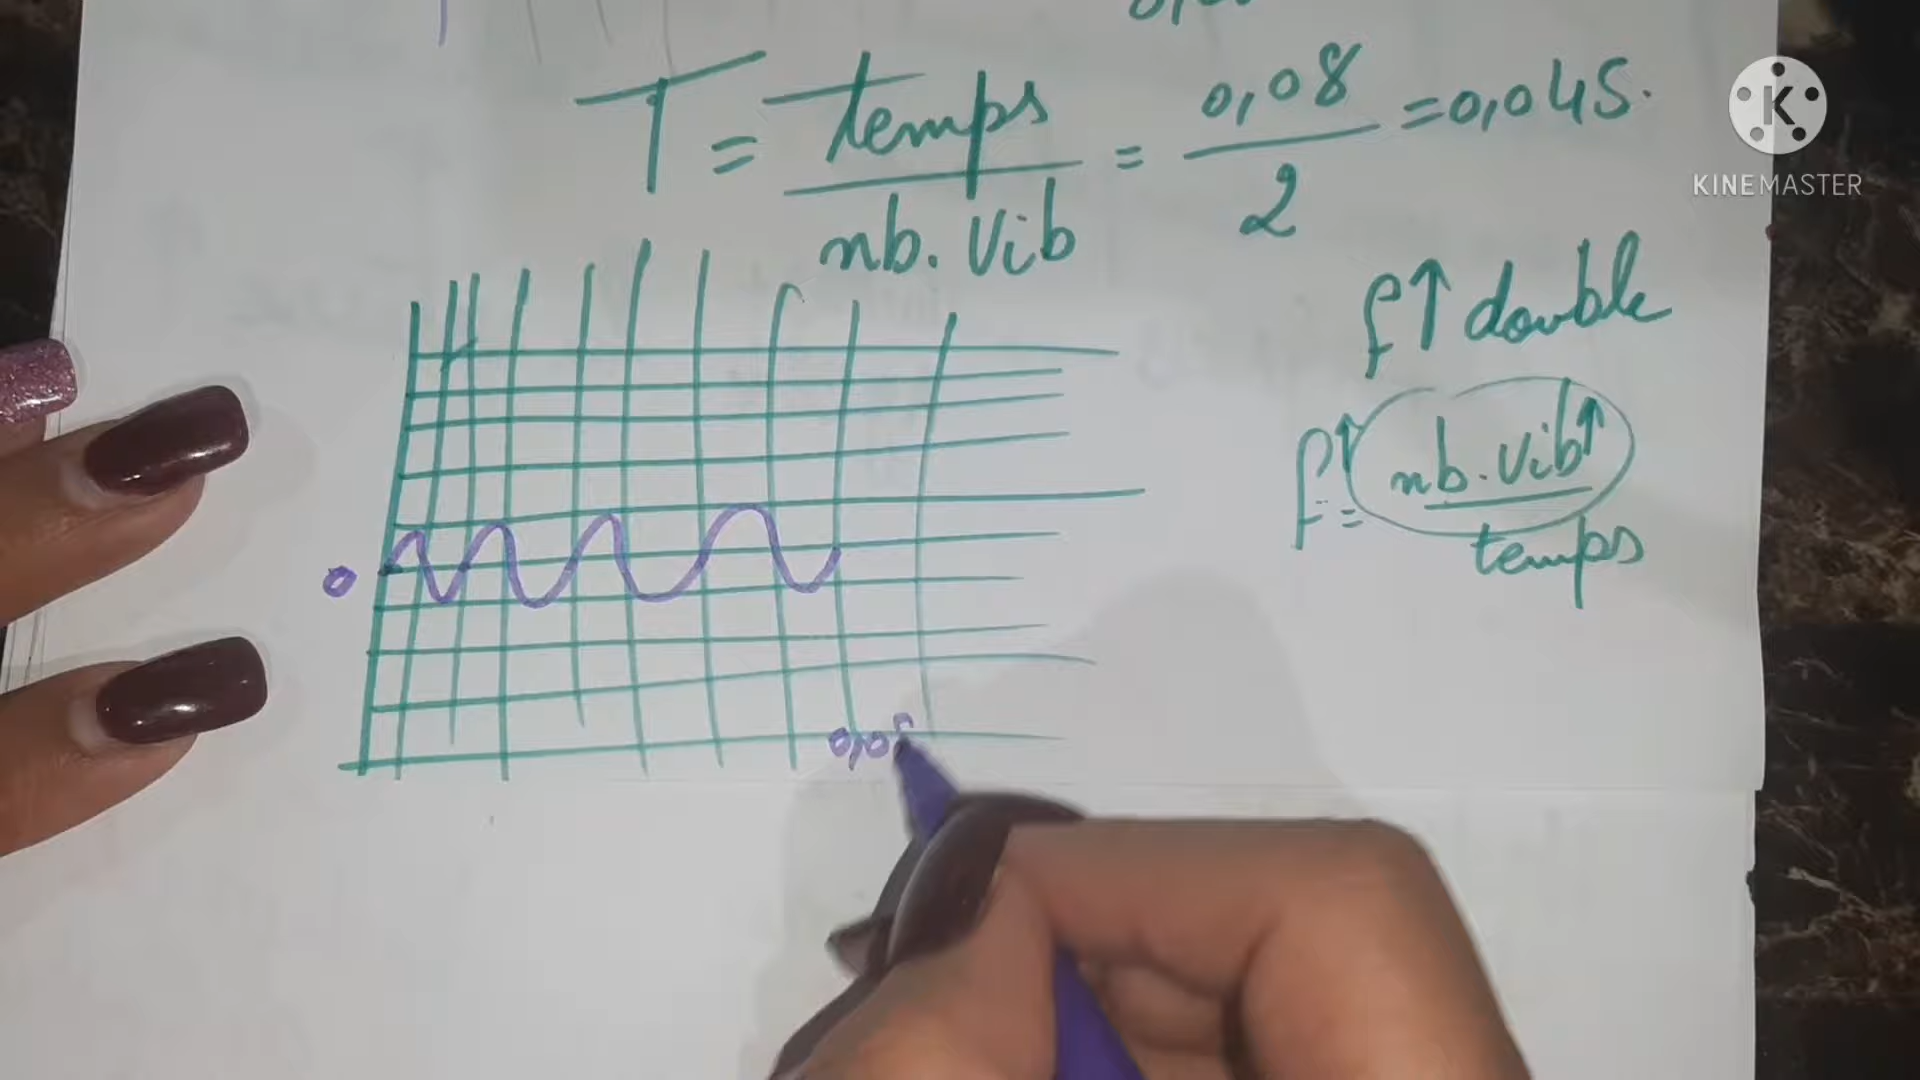 T = temps / nb. Vib = 0,08 / 2 = 0,04S.
f↑ double
f↑ = nb. Vib↑ / temps
0
0,08
KINEMASTER